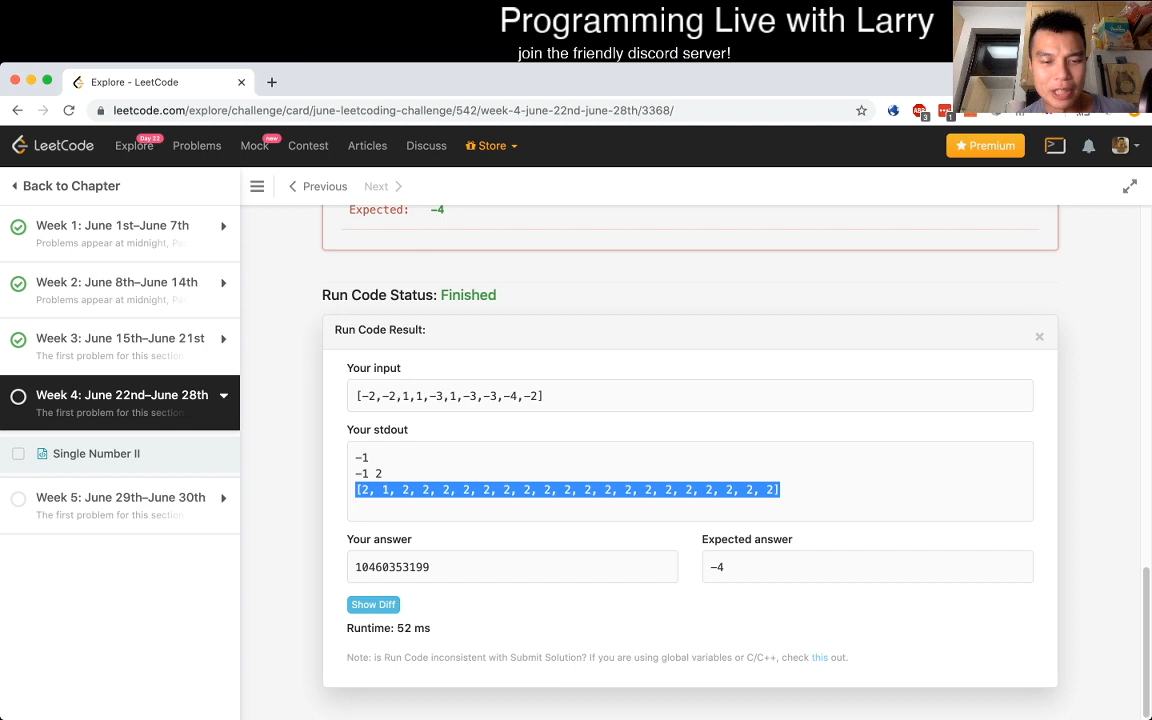 Programming Live with Larry
join the friendly discord server!
Explore - LeetCode
leetcode.com/explore/challenge/card/june-leetcoding-challenge/542/week-4-june-22nd-june-28th/3368/
ABP
3
1
LeetCode
Explore
Day 22
Problems
Mock
new
Contest
Articles
Discuss
Store
Premium
Back to Chapter
Previous
Next
Week 1: June 1st–June 7th
Problems appear at midnight, Pa
Week 2: June 8th–June 14th
Problems appear at midnight, Pa
Week 3: June 15th–June 21st
The first problem for this section
Week 4: June 22nd–June 28th
The first problem for this section
Single Number II
Week 5: June 29th–June 30th
The first problem for this section
Expected: -4
Run Code Status: Finished
Run Code Result:
Your input
[-2,-2,1,1,-3,1,-3,-3,-4,-2]
Your stdout
-1
-1 2
[2, 1, 2, 2, 2, 2, 2, 2, 2, 2, 2, 2, 2, 2, 2, 2, 2, 2, 2, 2, 2]
Your answer
10460353199
Expected answer
-4
Show Diff
Runtime: 52 ms
Note: is Run Code inconsistent with Submit Solution? If you are using global variables or C/C++, check this out.